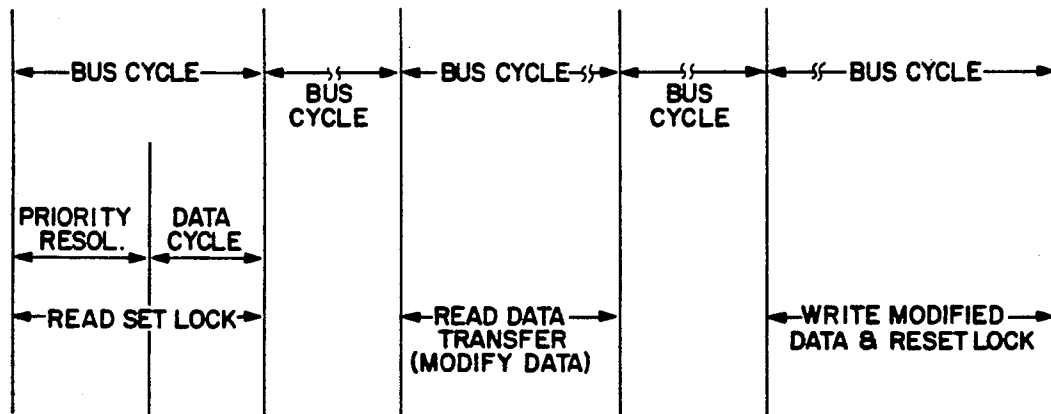 BUS CYCLE
BUS CYCLE
BUS CYCLE
BUS
CYCLE
BUS
CYCLE
PRIORITY
RESOL.
DATA
CYCLE
READ SET LOCK
READ DATA
TRANSFER
(MODIFY DATA)
WRITE MODIFIED
DATA & RESET LOCK